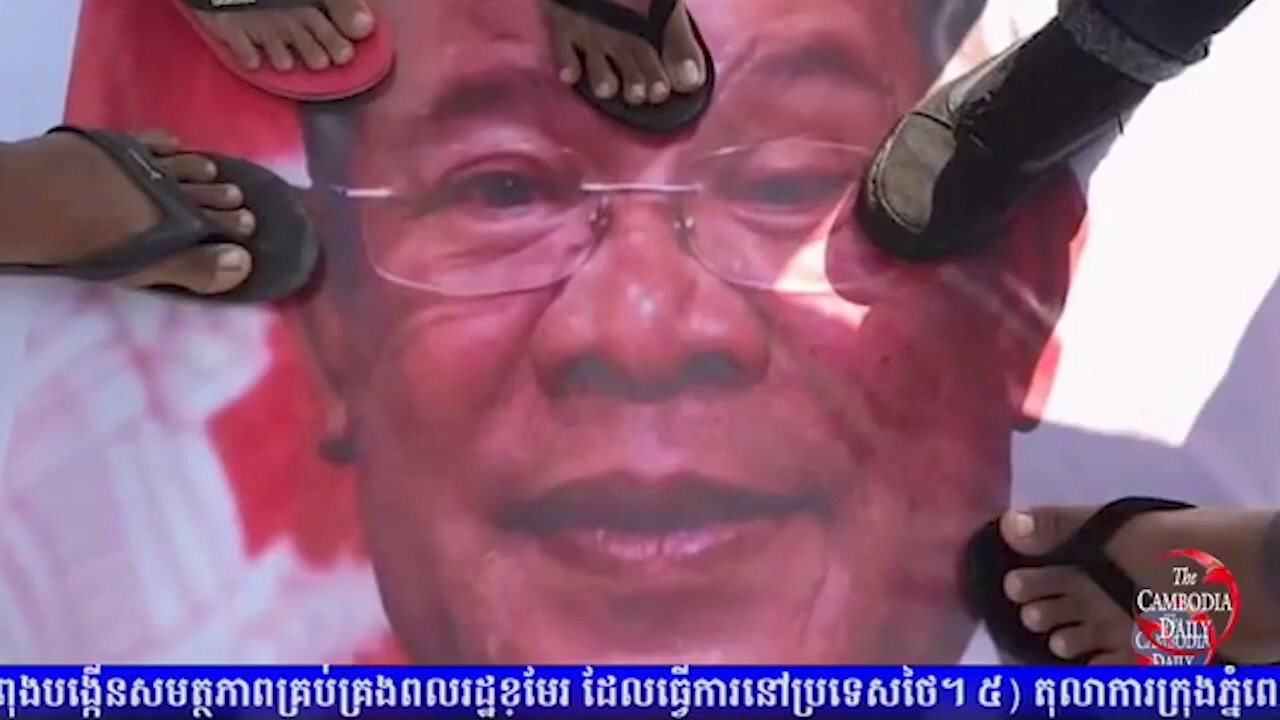 The
CAMBODIA
DAILY
CAMBODIA
DAILY
ពុងបង្កើនសមត្ថភាពគ្រប់គ្រងពលរដ្ឋខ្មែរ ដែលធ្វើការនៅប្រទេសថៃ។ ៥) តុលាការក្រុងភ្នំពេ